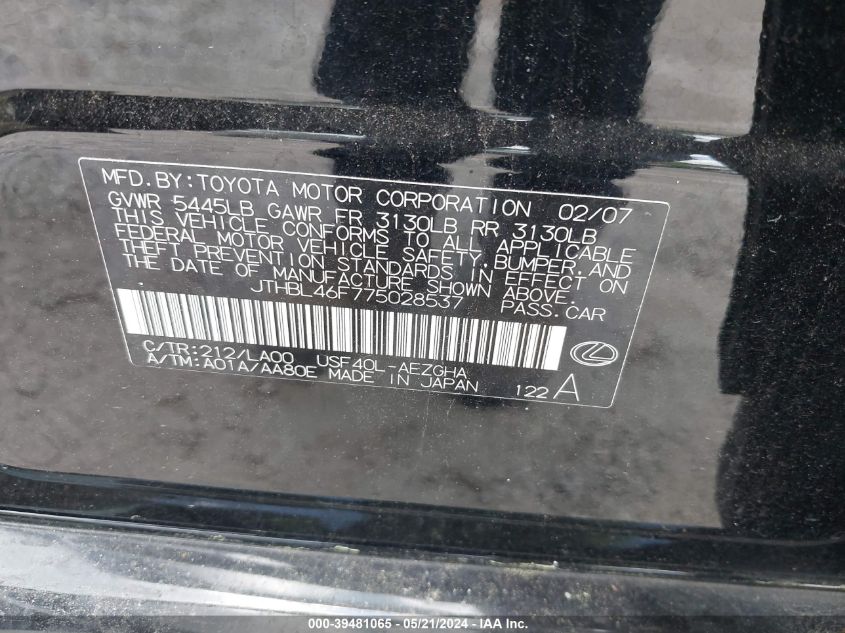 MFD.BY:TOYOTA MOTOR CORPORATION 02/07
GVWR 5445LB GAWR FR 3130LB RR 3130LB
THIS VEHICLE CONFORMS TO ALL APPLICABLE
FEDERAL MOTOR VEHICLE SAFETY,BUMPER,AND
THEFT PREVENTION STANDARDS IN EFFECT ON
THE DATE OF MANUFACTURE SHOWN ABOVE.
JTHBL46F775028537 PASS.CAR
C/TR:212/LA00 USF40L-AEZGHA
A/TM:A01A/AA80E MADE IN JAPAN 122 A
000-39481065 - 05/21/2024 - IAA Inc.